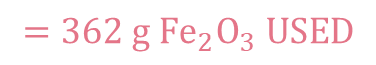 = 362 g Fe₂O₃ USED